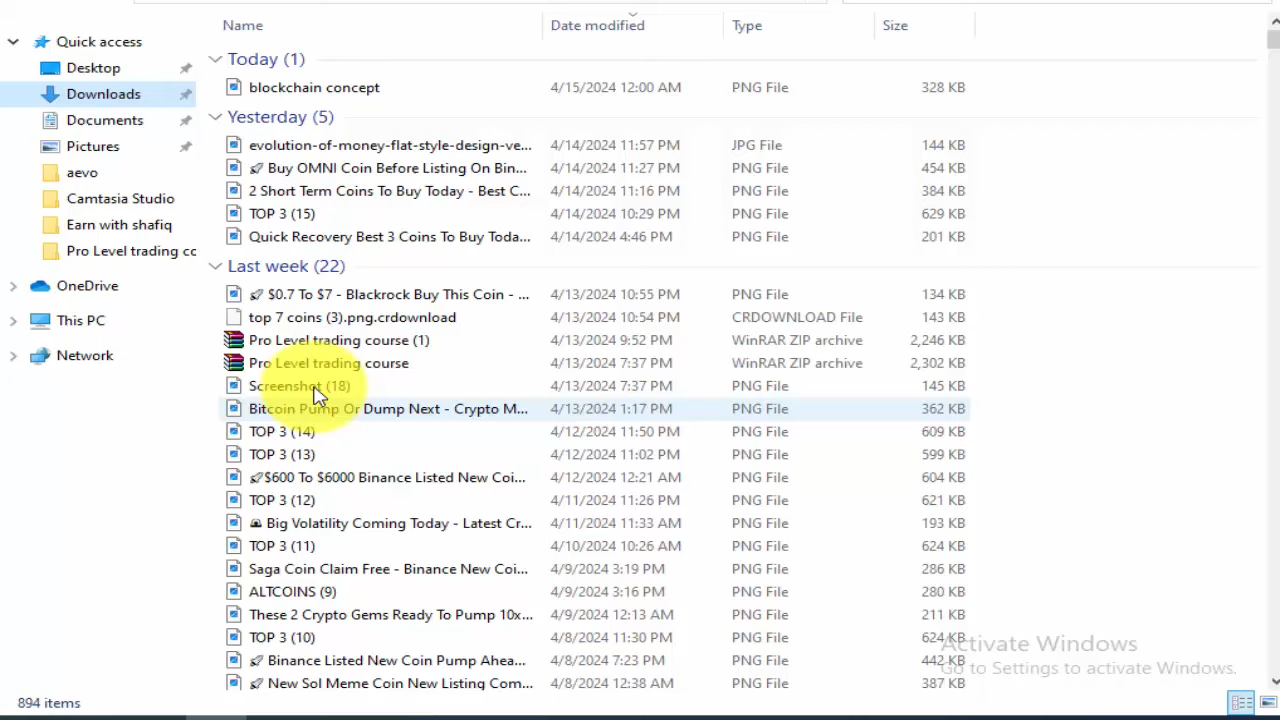 Name Date modified Type Size
Quick access
Desktop
Downloads
Documents
Pictures
aevo
Camtasia Studio
Earn with shafiq
Pro Level trading cc
OneDrive
This PC
Network
Today (1)
blockchain concept 4/15/2024 12:00 AM PNG File 328 KB
Yesterday (5)
evolution-of-money-flat-style-design-ve... 4/14/2024 11:57 PM JPG File 144 KB
🚀 Buy OMNI Coin Before Listing On Bin... 4/14/2024 11:27 PM PNG File 454 KB
2 Short Term Coins To Buy Today - Best C... 4/14/2024 11:16 PM PNG File 384 KB
TOP 3 (15) 4/14/2024 10:29 PM PNG File 629 KB
Quick Recovery Best 3 Coins To Buy Toda... 4/14/2024 4:46 PM PNG File 201 KB
Last week (22)
🚀 $0.7 To $7 - Blackrock Buy This Coin - ... 4/13/2024 10:55 PM PNG File 134 KB
top 7 coins (3).png.crdownload 4/13/2024 10:54 PM CRDOWNLOAD File 143 KB
Pro Level trading course (1) 4/13/2024 9:52 PM WinRAR ZIP archive 2,246 KB
Pro Level trading course 4/13/2024 7:37 PM WinRAR ZIP archive 2,302 KB
Screenshot (18) 4/13/2024 7:37 PM PNG File 145 KB
Bitcoin Pump Or Dump Next - Crypto M... 4/13/2024 1:17 PM PNG File 362 KB
TOP 3 (14) 4/12/2024 11:50 PM PNG File 609 KB
TOP 3 (13) 4/12/2024 11:02 PM PNG File 599 KB
🚀$600 To $6000 Binance Listed New Coi... 4/12/2024 12:21 AM PNG File 604 KB
TOP 3 (12) 4/11/2024 11:26 PM PNG File 621 KB
🚨 Big Volatility Coming Today - Latest Cr... 4/11/2024 11:33 AM PNG File 193 KB
TOP 3 (11) 4/10/2024 10:26 AM PNG File 624 KB
Saga Coin Claim Free - Binance New Coi... 4/9/2024 3:19 PM PNG File 286 KB
ALTCOINS (9) 4/9/2024 3:16 PM PNG File 280 KB
These 2 Crypto Gems Ready To Pump 10x... 4/9/2024 12:13 AM PNG File 211 KB
TOP 3 (10) 4/8/2024 11:30 PM PNG File 624 KB
🚀 Binance Listed New Coin Pump Ahea... 4/8/2024 7:23 PM PNG File 442 KB
🚀 New Sol Meme Coin New Listing Com... 4/8/2024 12:38 AM PNG File 387 KB
Activate Windows
Go to Settings to activate Windows.
894 items